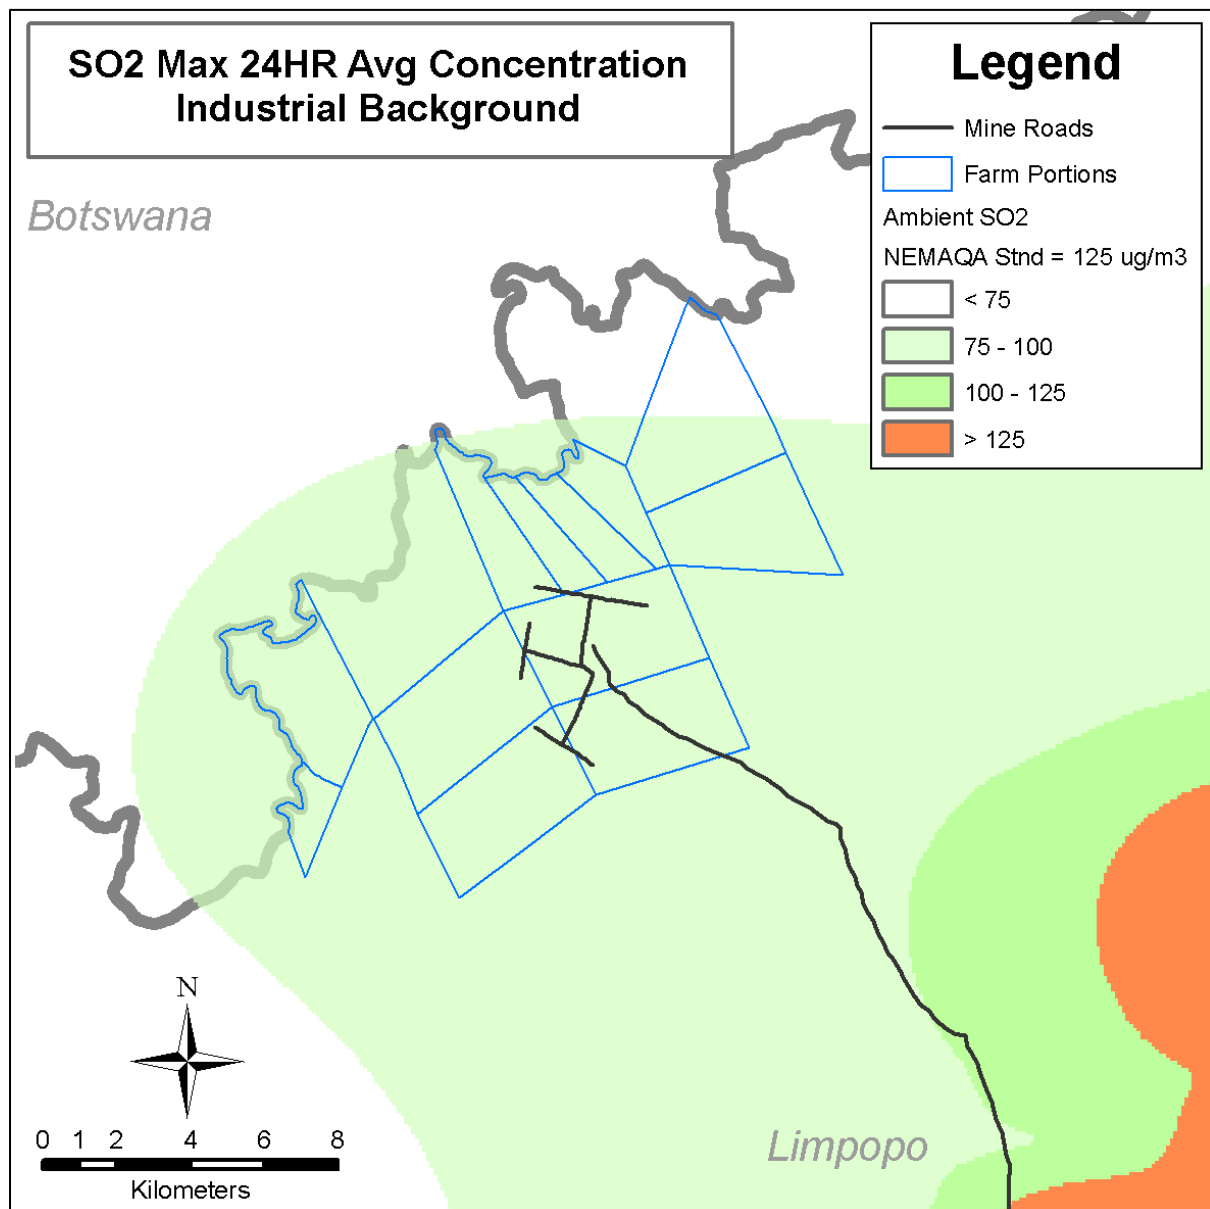 SO2 Max 24HR Avg Concentration
Industrial Background
Botswana
Legend
Mine Roads
Farm Portions
Ambient SO2
NEMAQA Stnd = 125 ug/m3
< 75
75 - 100
100 - 125
> 125
N
0 1 2 4 6 8
Kilometers
Limpopo